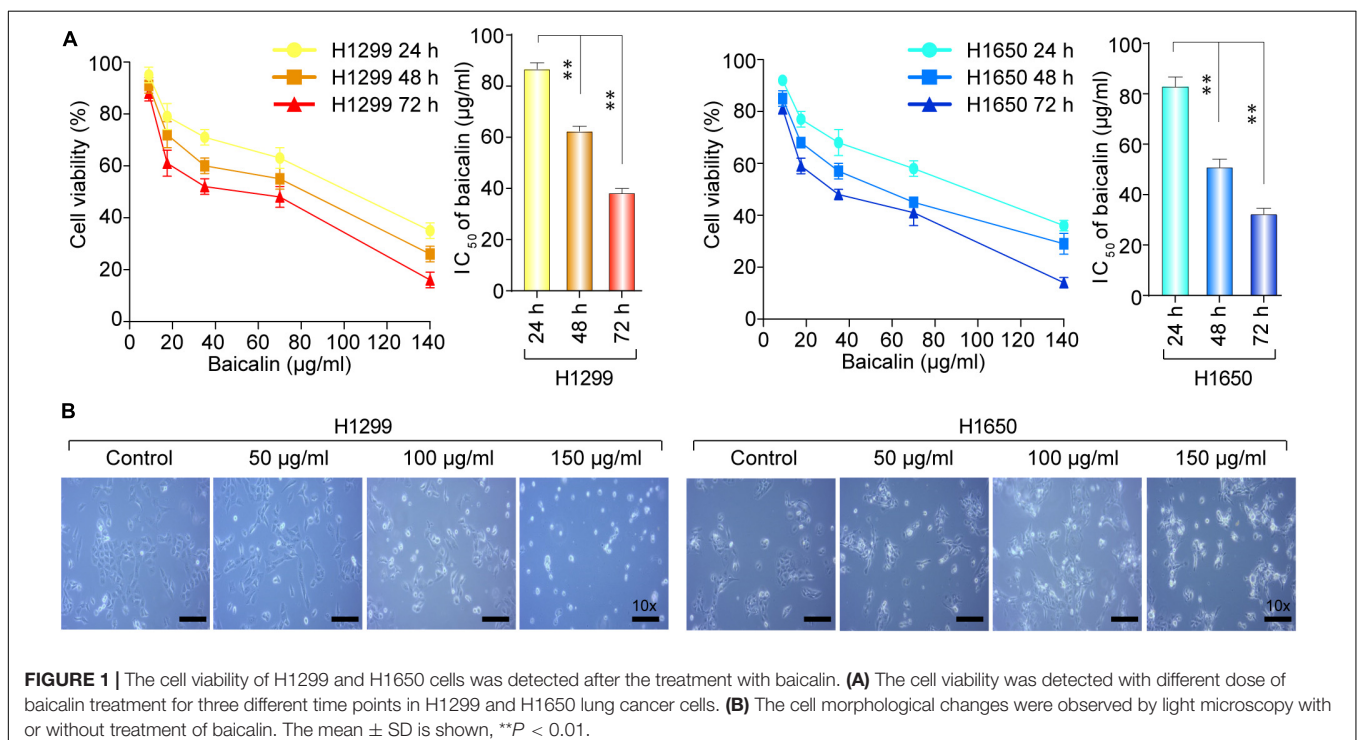 A
H1299 24 h
H1299 48 h
H1299 72 h
Cell viability (%)
100
80
60
40
20
0
0 20 40 60 80 100 120 140
Baicalin (µg/ml)
IC50 of baicalin (µg/ml)
100
80
60
40
20
0
**
**
24 h
48 h
72 h
H1299
H1650 24 h
H1650 48 h
H1650 72 h
Cell viability (%)
100
80
60
40
20
0
0 20 40 60 80 100 120 140
Baicalin (µg/ml)
IC50 of baicalin (µg/ml)
100
80
60
40
20
0
**
**
24 h
48 h
72 h
H1650
B
H1299
Control 50 µg/ml 100 µg/ml 150 µg/ml
10x
H1650
Control 50 µg/ml 100 µg/ml 150 µg/ml
10x
FIGURE 1 | The cell viability of H1299 and H1650 cells was detected after the treatment with baicalin. (A) The cell viability was detected with different dose of
baicalin treatment for three different time points in H1299 and H1650 lung cancer cells. (B) The cell morphological changes were observed by light microscopy with
or without treatment of baicalin. The mean ± SD is shown, **P < 0.01.